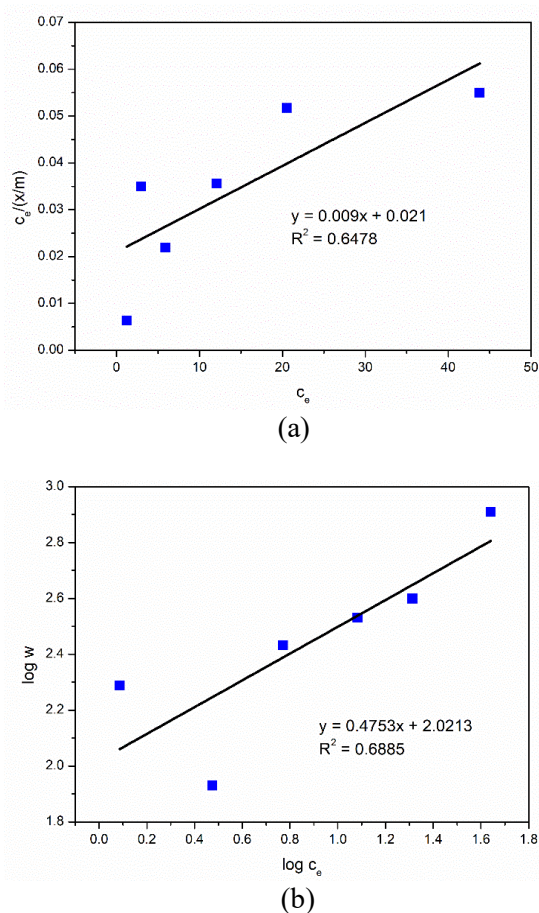 0.07
0.06
0.05
0.04
0.03
0.02
0.01
0.00
cₑ/(x/m)
y = 0.009x + 0.021
R² = 0.6478
0 10 20 30 40 50
cₑ
(a)
3.0
2.8
2.6
2.4
2.2
2.0
1.8
log w
y = 0.4753x + 2.0213
R² = 0.6885
0.0 0.2 0.4 0.6 0.8 1.0 1.2 1.4 1.6 1.8
log cₑ
(b)